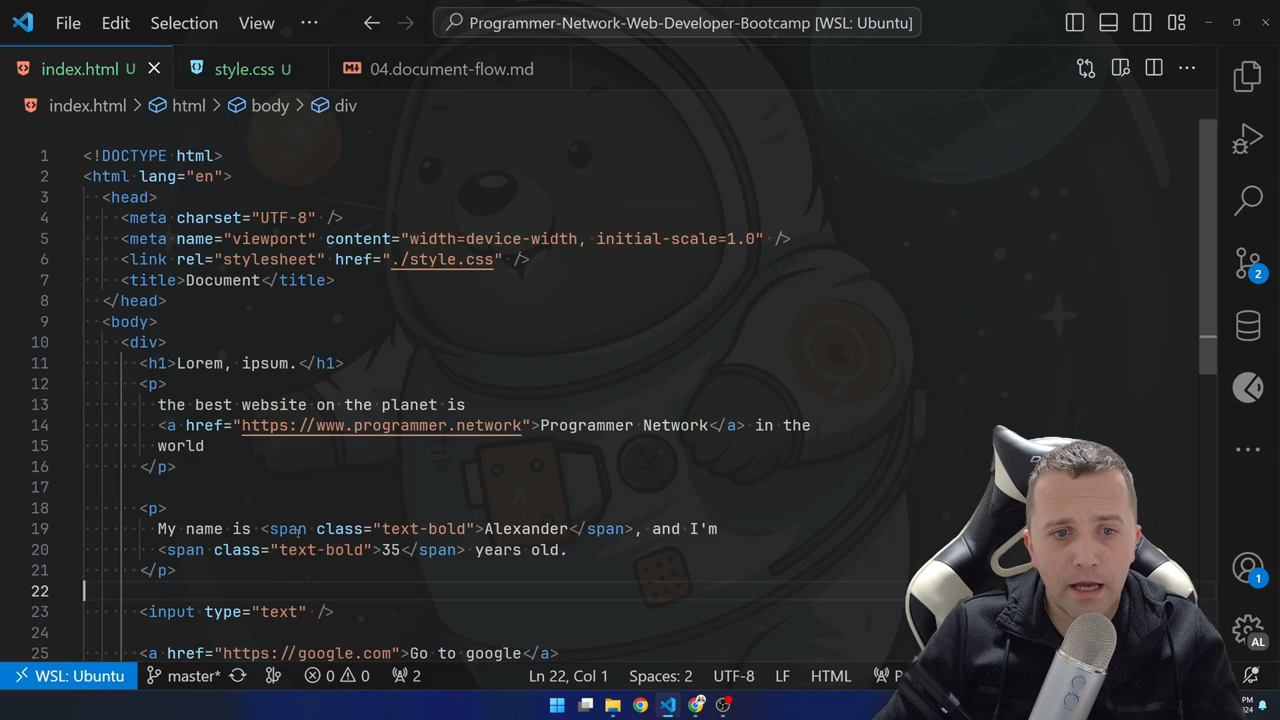 File Edit Selection View Programmer-Network-Web-Developer-Bootcamp [WSL: Ubuntu]
index.html U style.css U 04.document-flow.md
index.html > html > body > div
1 <!DOCTYPE html>
2 <html lang="en">
3 <head>
4 <meta charset="UTF-8" />
5 <meta name="viewport" content="width=device-width, initial-scale=1.0" />
6 <link rel="stylesheet" href="./style.css" />
7 <title>Document</title>
8 </head>
9 <body>
10 <div>
11 <h1>Lorem, ipsum.</h1>
12 <p>
13 the best website on the planet is
14 <a href="https://www.programmer.network">Programmer Network</a> in the
15 world
16 </p>
17
18 <p>
19 My name is <span class="text-bold">Alexander</span>, and I'm
20 <span class="text-bold">35</span> years old.
21 </p>
22
23 <input type="text" />
24
25 <a href="https://google.com">Go to google</a>
2
1
AL
WSL: Ubuntu master* 0 0 2 Ln 22, Col 1 Spaces: 2 UTF-8 LF HTML
PM